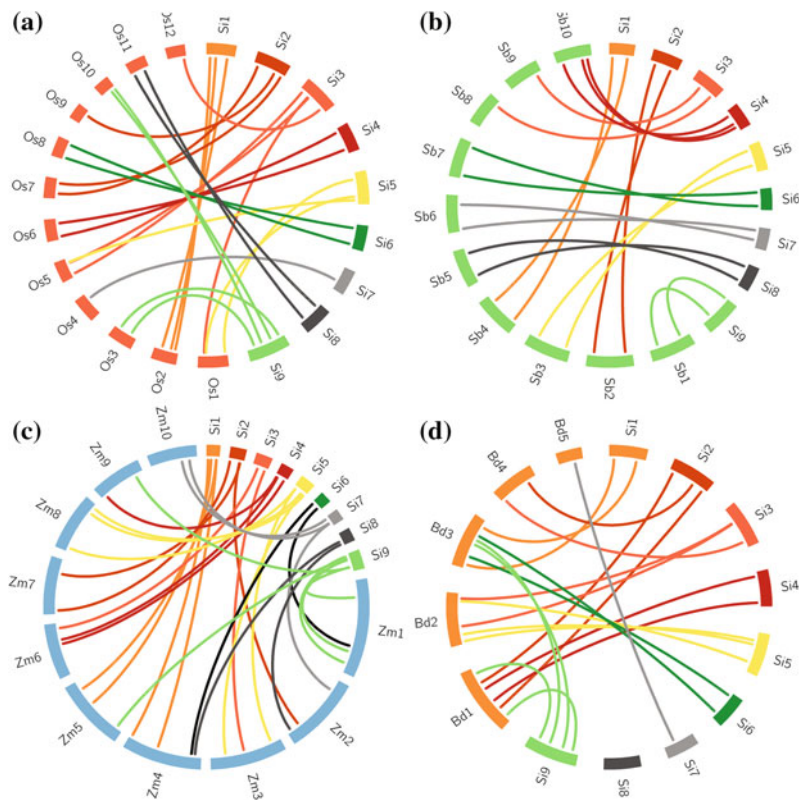 (a)
Os12
Si1
Si2
Si3
Si4
Si5
Si6
Si7
Si8
Si9
Os1
Os2
Os3
Os4
Os5
Os6
Os7
Os8
Os9
Os10
Os11
(b)
Sb10
Si1
Si2
Si3
Si4
Si5
Si6
Si7
Si8
Si9
Sb1
Sb2
Sb3
Sb4
Sb5
Sb6
Sb7
Sb8
Sb9
(c)
Zm10
Si1
Si2
Si3
Si4
Si5
Si6
Si7
Si8
Si9
Zm1
Zm2
Zm3
Zm4
Zm5
Zm6
Zm7
Zm8
Zm9
(d)
Bd5
Si1
Si2
Si3
Si4
Si5
Si6
Si7
Si8
Si9
Bd1
Bd2
Bd3
Bd4